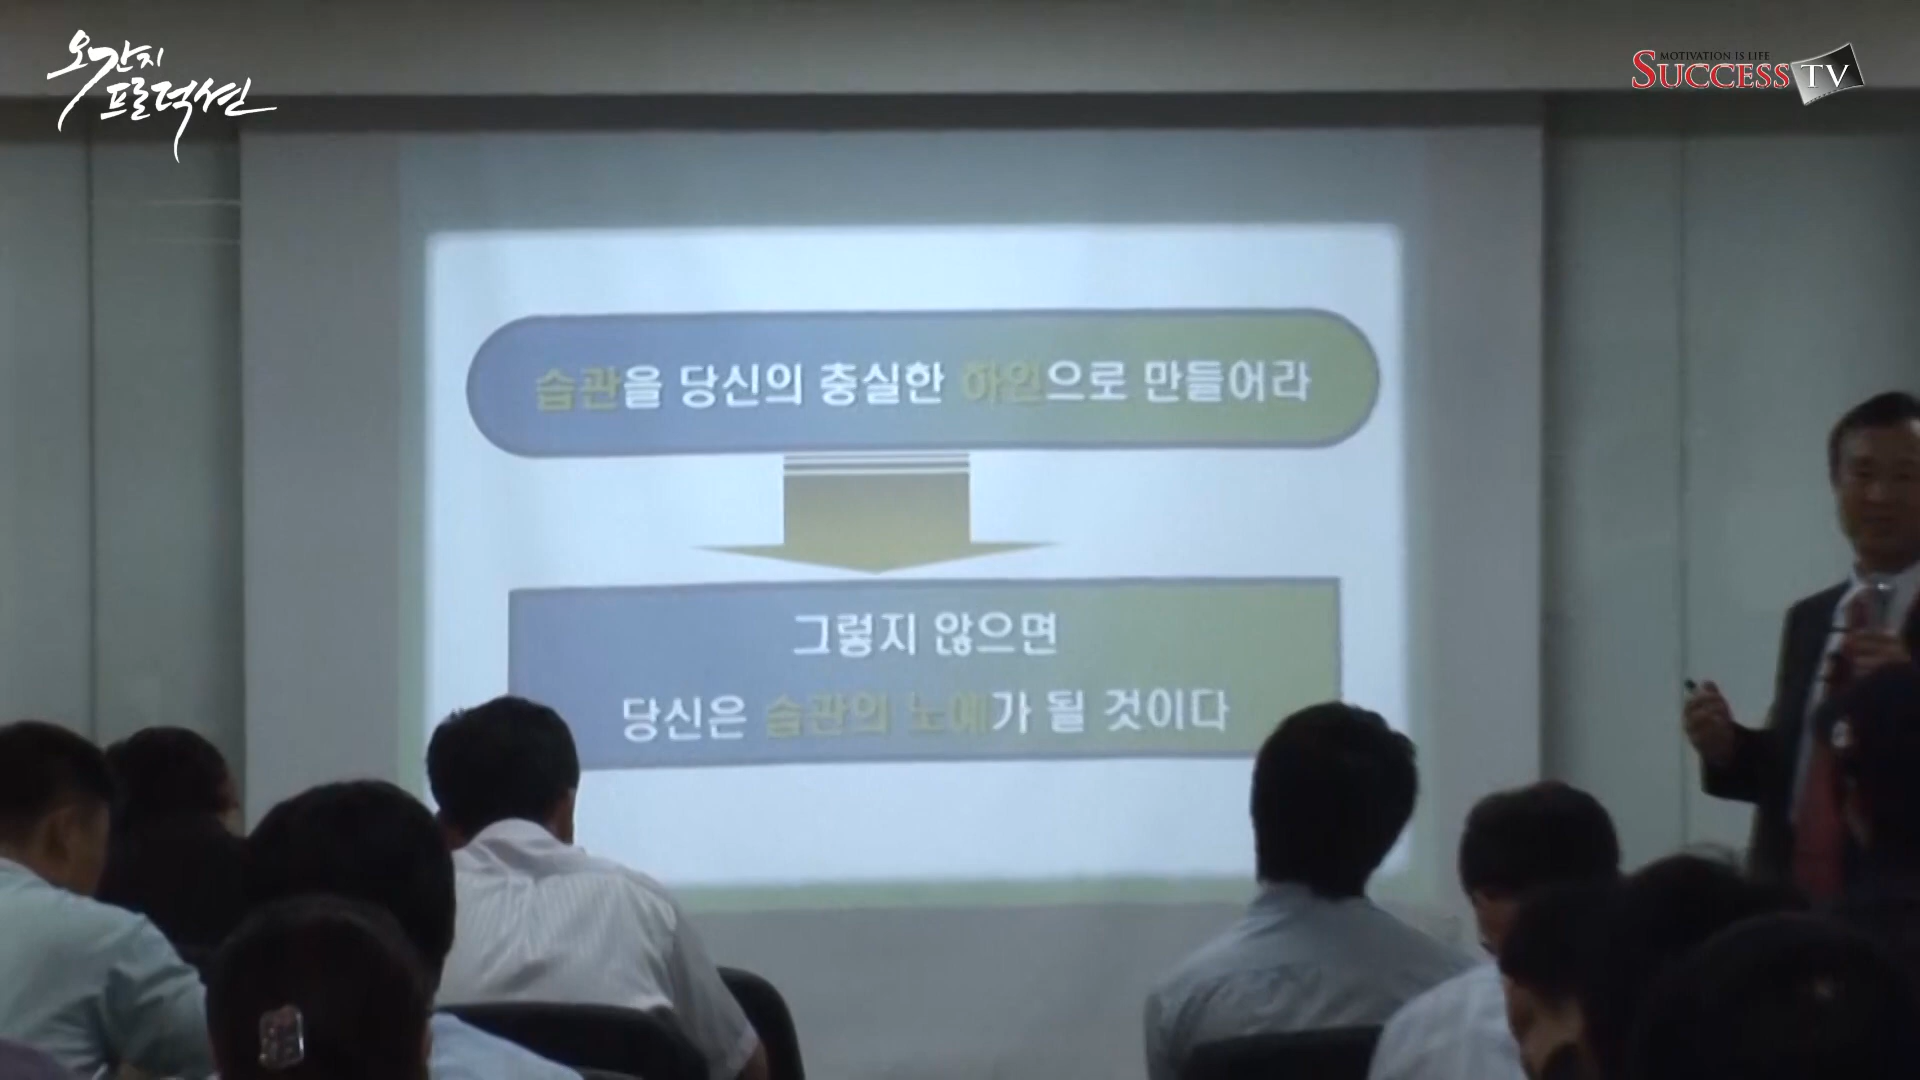 오간지
프로덕션
MOTIVATION IS LIFE
SUCCESS TV
습관을 당신의 충실한 하인으로 만들어라
그렇지 않으면
당신은 습관의 노예가 될 것이다